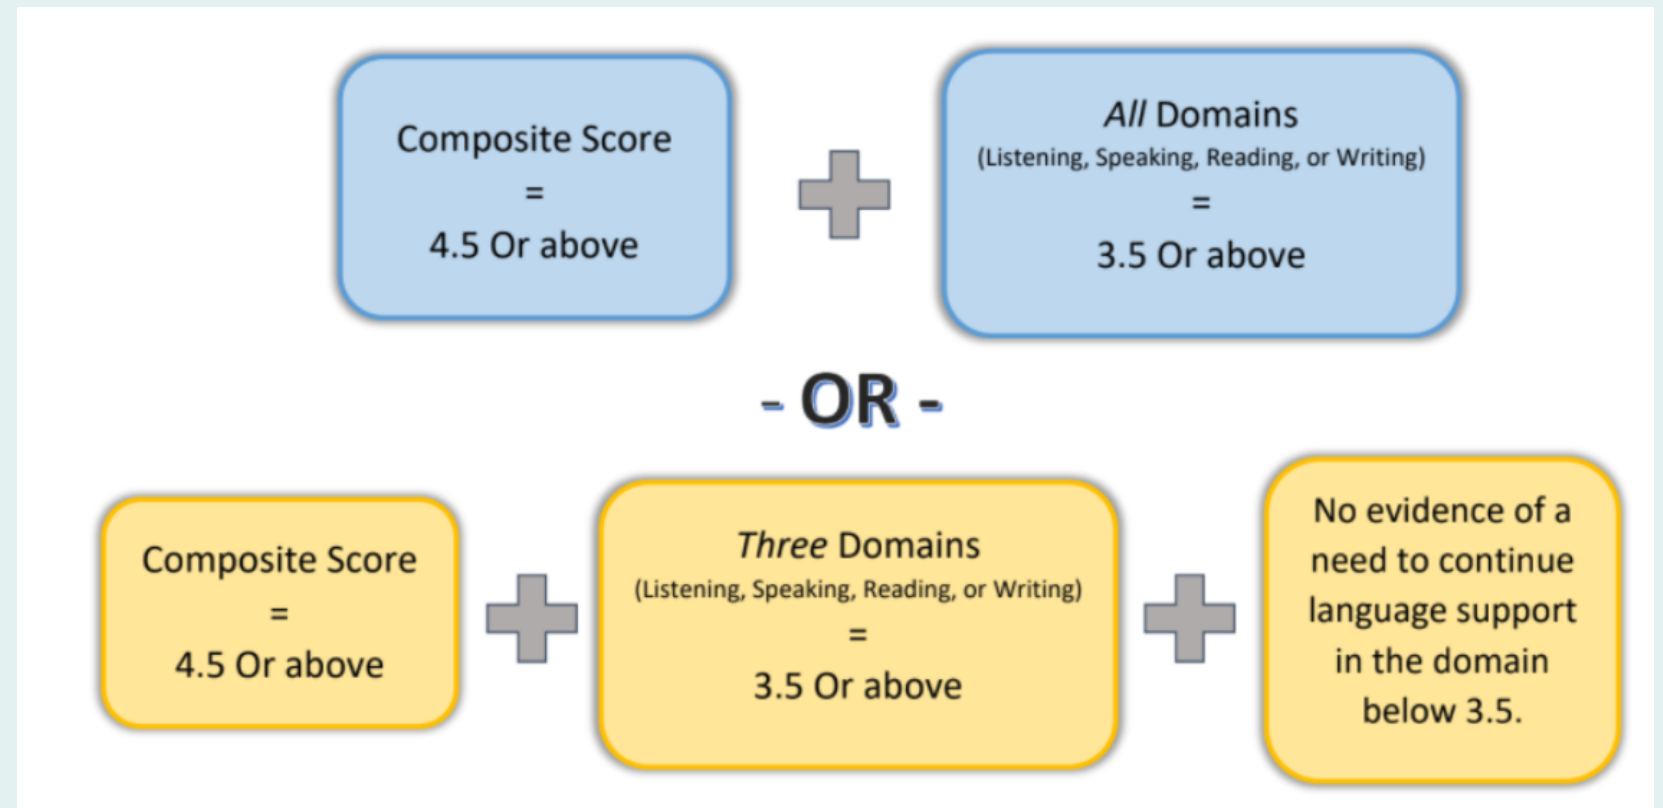 Composite Score
=
4.5 Or above
All Domains
(Listening, Speaking, Reading, or Writing)
=
3.5 Or above
- OR -
Composite Score
=
4.5 Or above
Three Domains
(Listening, Speaking, Reading, or Writing)
=
3.5 Or above
No evidence of a
need to continue
language support
in the domain
below 3.5.